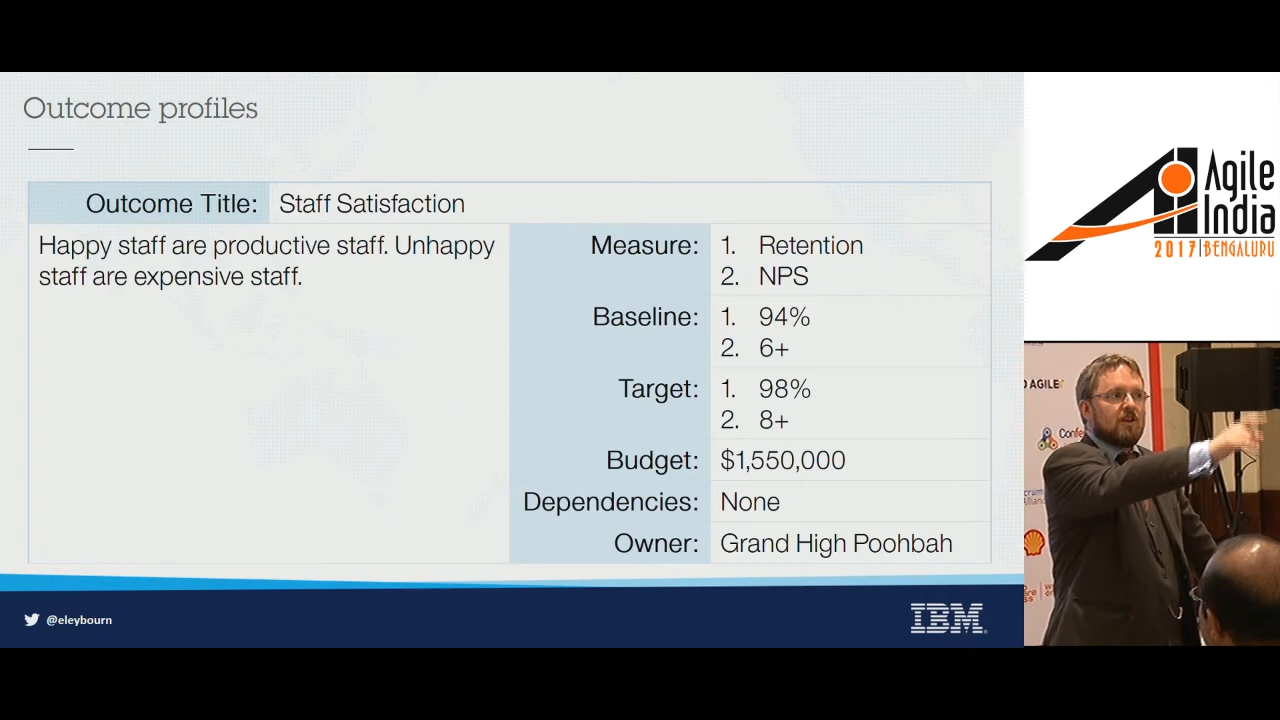 Outcome profiles
Outcome Title: Staff Satisfaction
Happy staff are productive staff. Unhappy
staff are expensive staff.
Measure: 1. Retention
2. NPS
Baseline: 1. 94%
2. 6+
Target: 1. 98%
2. 8+
Budget: $1,550,000
Dependencies: None
Owner: Grand High Poohbah
@eleybourn
IBM
Agile
India
2017 | BENGALURU
AGILE